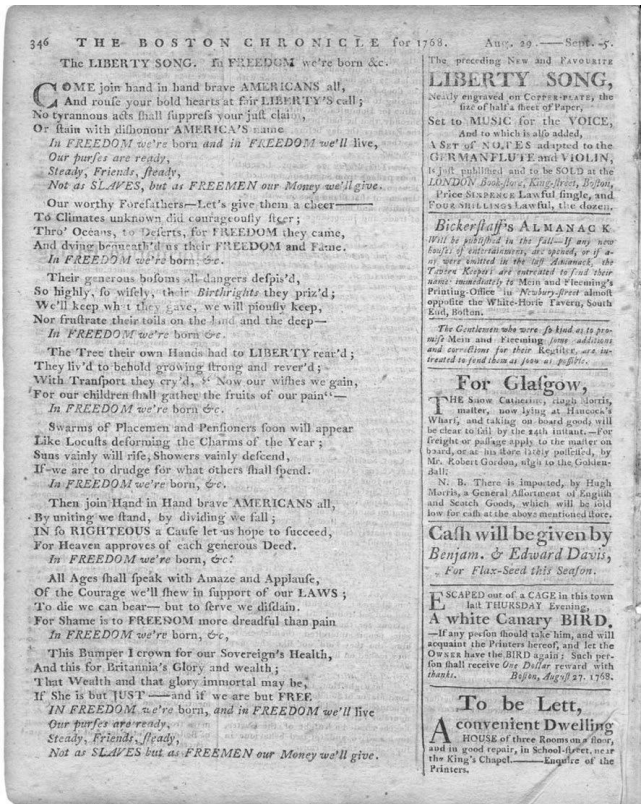 346 THE BOSTON CHRONICLE for 1768. Aug. 29.——Sept. 5.
The LIBERTY SONG. In FREEDOM we're born &c.
COME join hand in hand brave AMERICANS all,
And rouſe your bold hearts at fair LIBERTY'S call;
No tyrannous acts ſhall ſuppreſs your juſt claim,
Or ſtain with diſhonour AMERICA'S name
In FREEDOM we're born and in FREEDOM we'll live,
Our purſes are ready,
Steady, Friends, ſteady,
Not as SLAVES, but as FREEMEN our Money we'll give.
Our worthy Forefathers—Let's give them a cheer———
To Climates unknown did courageouſly ſteer;
Thro' Oceans, to Deſerts, for FREEDOM they came,
And dying bequeath'd us their FREEDOM and Fame.
In FREEDOM we're born, &c.
Their generous boſoms all dangers deſpis'd,
So highly, ſo wiſely, their Birthrights they priz'd;
We'll keep what they gave, we will piouſly keep,
Nor fruſtrate their toils on the land and the deep—
In FREEDOM we're born &c.
The Tree their own Hands had to LIBERTY rear'd;
They liv'd to behold growing ſtrong and rever'd;
With Tranſport they cry'd, "Now our wiſhes we gain,
For our children ſhall gather the fruits of our pain"—
In FREEDOM we're born &c.
Swarms of Placemen and Penſioners ſoon will appear
Like Locuſts deforming the Charms of the Year;
Suns vainly will riſe, Showers vainly deſcend,
If we are to drudge for what others ſhall ſpend.
In FREEDOM we're born, &c.
Then join Hand in Hand brave AMERICANS all,
By uniting we ſtand, by dividing we fall;
IN ſo RIGHTEOUS a Cauſe let us hope to ſucceed,
For Heaven approves of each generous Deed.
In FREEDOM we're born, &c.
All Ages ſhall ſpeak with Amaze and Applauſe,
Of the Courage we'll ſhew in ſupport of our LAWS;
To die we can bear—but to ſerve we diſdain.
For Shame is to FREEDOM more dreadful than pain
In FREEDOM we're born, &c,
This Bumper I crown for our Sovereign's Health,
And this for Britannia's Glory and wealth;
That Wealth and that glory immortal may be,
If She is but JUST——and if we are but FREE
IN FREEDOM we're born, and in FREEDOM we'll live
Our purſes are ready.
Steady, Friends, ſteady,
Not as SLAVES but as FREEMEN our Money we'll give.
The preceding NEW and FAVOURITE
LIBERTY SONG,
Neatly engraved on COPPER-PLATE, the
ſize of half a ſheet of Paper,
Set to MUSIC for the VOICE,
And to which is alſo added,
A SET of NOTES adapted to the
GERMAN FLUTE and VIOLIN,
Is juſt publiſhed and to be SOLD at the
LONDON Book-ſtore, King-ſtreet, Boſton,
Price SIXPENCE Lawful ſingle, and
FOUR SHILLINGS Lawful, the dozen.
Bickerſtaff's ALMANACK
Will be publiſhed in the fall—If any new
houſes of entertainment, are opened, or if a-
ny were omitted in the laſt Almanack, the
Tavern Keepers are entreated to ſend their
names immediately to Mein and Fleeming's
Printing-Office in Newbury-ſtreet almoſt
oppoſite the White-Horſe Tavern, South
End, Boſton.
The Gentlemen who were ſo kind as to pro-
miſe Mein and Fleeming ſome additions
and corrections for their Regiſter, are in-
treated to ſend them as ſoon as poſſible.
For Glaſgow,
THE Snow Catherine, Hugh Morris,
maſter, now lying at Hancock's
Wharf, and taking on board goods will
be clear to ſail by the 14th inſtant.—For
freight or paſſage apply to the maſter on
board, or at his ſtore lately poſſeſſed, by
Mr. Robert Gordon, nigh to the Golden-
Ball.
N. B. There is imported, by Hugh
Morris, a General Aſſortment of Engliſh
and Scotch Goods, which will be ſold
low for caſh at the above mentioned ſtore.
Caſh will be given by
Benjam. & Edward Davis,
For Flax-Seed this Seaſon.
ESCAPED out of a CAGE in this town
laſt THURSDAY Evening,
A white Canary BIRD.
—If any perſon ſhould take him, and will
acquaint the Printers hereof, and let the
OWNER have the BIRD again; Such per-
ſon ſhall receive One Dollar reward with
thanks. Boſton, Auguſt 27. 1768.
To be Lett,
A convenient Dwelling
HOUSE of three Rooms on a floor,
and in good repair, in School-ſtreet, near
the King's Chapel.——Enquire of the
Printers.